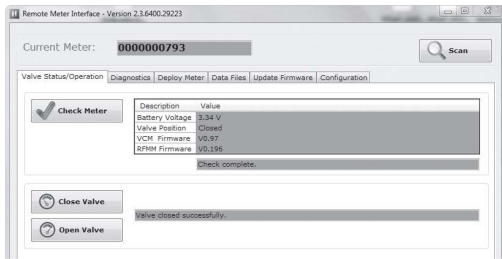 Remote Meter Interface - Version 2.3.6400.29223
Current Meter: 0000000793
Scan
Valve Status/Operation Diagnostics Deploy Meter Data Files Update Firmware Configuration
Check Meter
Description Value
Battery Voltage 3.34 V
Valve Position Closed
VCM Firmware V0.97
RFMM Firmware V0.196
Check complete.
Close Valve
Valve closed successfully.
Open Valve